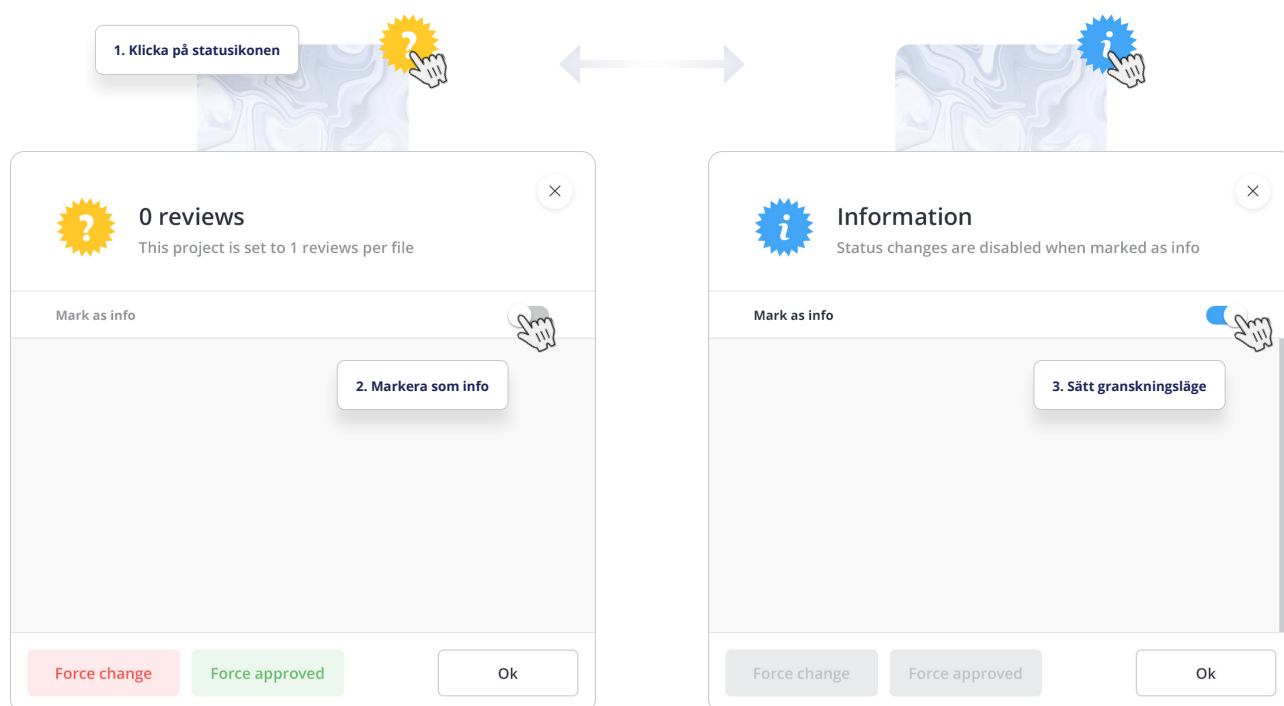 1. Klicka på statusikonen
0 reviews
This project is set to 1 reviews per file
Mark as info
2. Markera som info
Force change
Force approved
Ok
Information
Status changes are disabled when marked as info
Mark as info
3. Sätt granskningsläge
Force change
Force approved
Ok